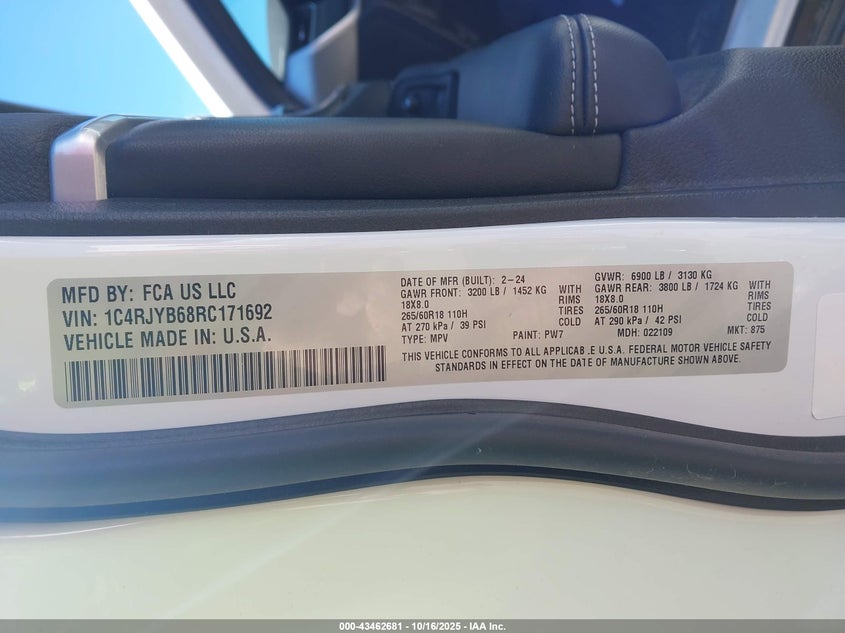 MFD BY: FCA US LLC
VIN: 1C4RJYB68RC171692
VEHICLE MADE IN: U.S.A.
DATE OF MFR (BUILT): 2-24
GAWR FRONT: 3200 LB / 1452 KG WITH
18X8.0 RIMS
265/60R18 110H TIRES
AT 270 kPa / 39 PSI COLD
TYPE: MPV PAINT: PW7
GVWR: 6900 LB / 3130 KG
GAWR REAR: 3800 LB / 1724 KG WITH
18X8.0 RIMS
265/60R18 110H TIRES
AT 290 kPa / 42 PSI COLD
MDH: 022109 MKT: 875
THIS VEHICLE CONFORMS TO ALL APPLICAB .E U.S.A. FEDERAL MOTOR VEHICLE SAFETY
STANDARDS IN EFFECT ON THE DATE OF MANUFACTURE SHOWN ABOVE.
000-43462681 - 10/16/2025 - IAA Inc.